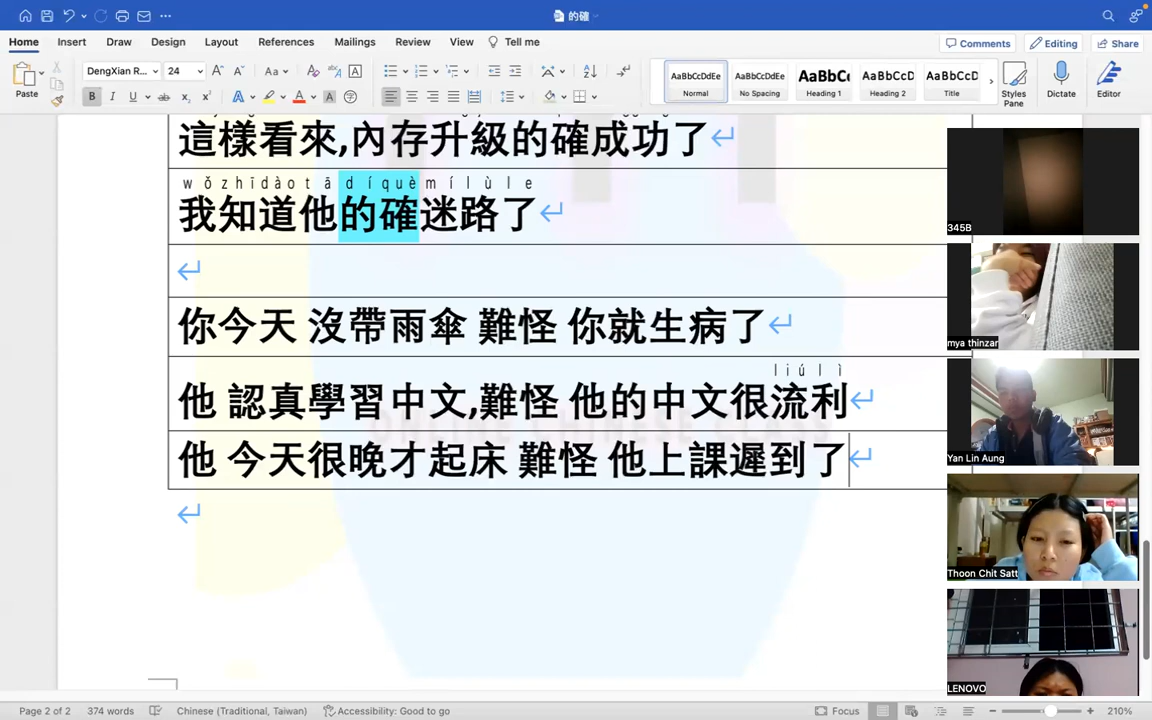 的確
Home Insert Draw Design Layout References Mailings Review View Tell me Comments Editing Share
Paste
DengXian R... 24
AaBbCcDdEe Normal
AaBbCcDdEe No Spacing
AaBbCc Heading 1
AaBbCcD Heading 2
AaBbCcD Title
Styles Pane
Dictate
Editor
這樣看來,內存升級的確成功了
wǒzhīdàotā díquè mílùle
我知道他的確迷路了
你今天 沒帶雨傘 難怪 你就生病了
liúlì
他 認真學習中文,難怪 他的中文很流利
ONLINE CHINESE CLASS
他 今天很晚才起床 難怪 他上課遲到了
345B
mya thinzar
Yan Lin Aung
Thoon Chit Satt
LENOVO
Page 2 of 2 374 words Chinese (Traditional, Taiwan) Accessibility: Good to go Focus 210%